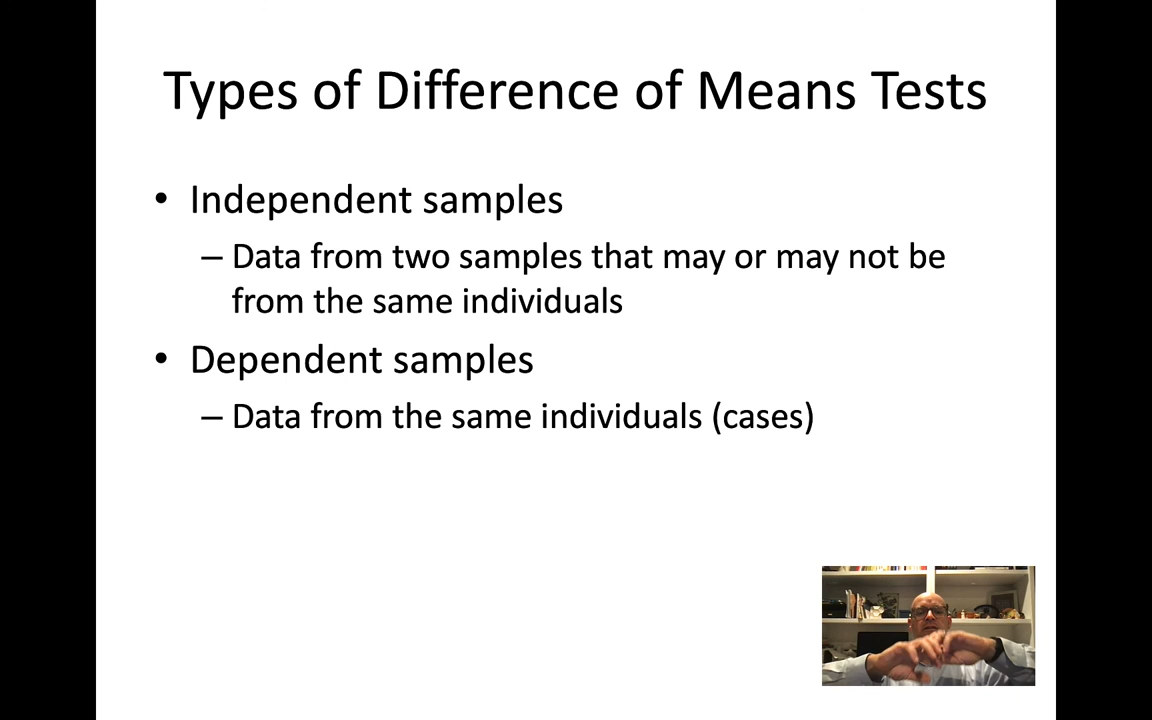 Types of Difference of Means Tests
• Independent samples
– Data from two samples that may or may not be
from the same individuals
• Dependent samples
– Data from the same individuals (cases)